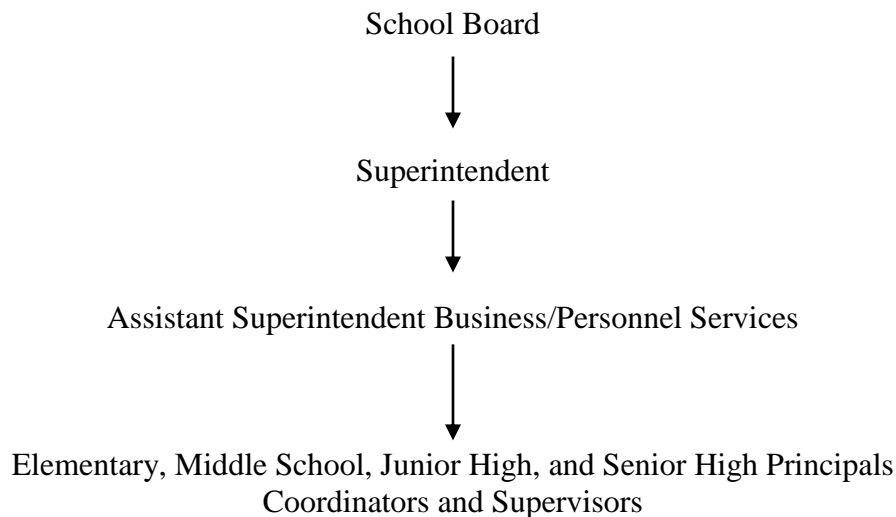 School Board
Superintendent
Assistant Superintendent Business/Personnel Services
Elementary, Middle School, Junior High, and Senior High Principals
Coordinators and Supervisors